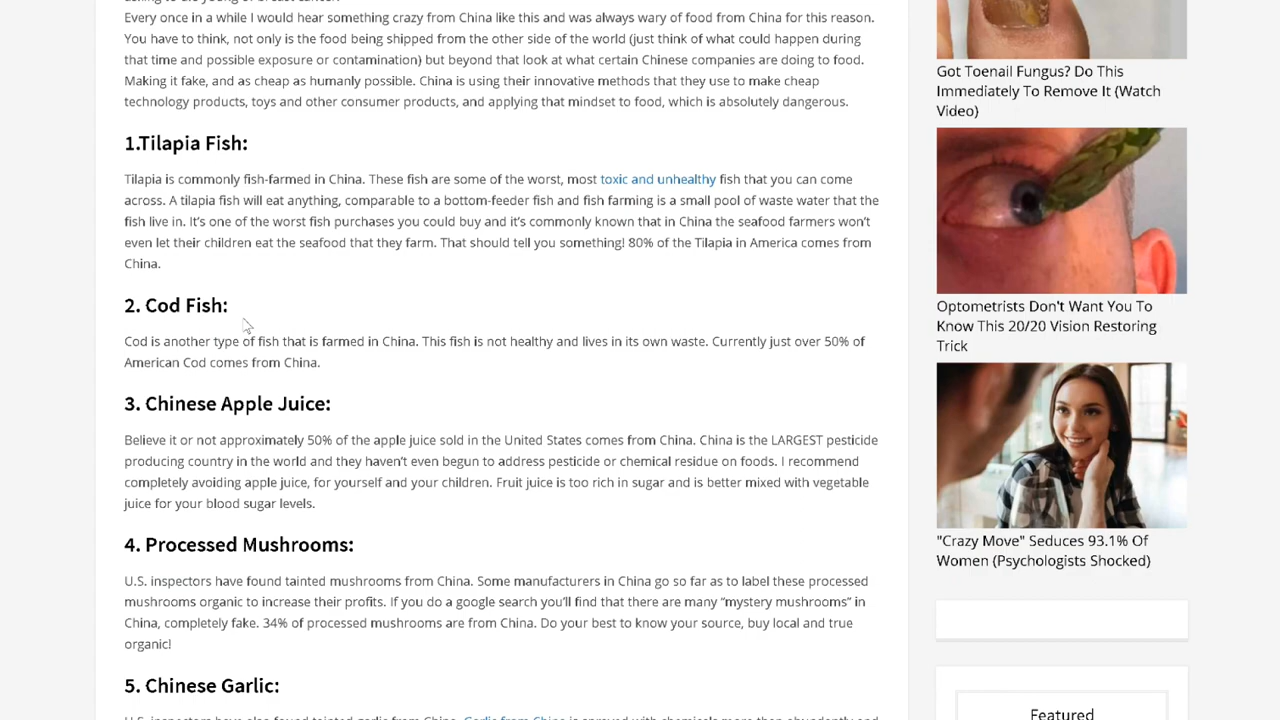 Every once in a while I would hear something crazy from China like this and was always wary of food from China for this reason.
You have to think, not only is the food being shipped from the other side of the world (just think of what could happen during
that time and possible exposure or contamination) but beyond that look at what certain Chinese companies are doing to food.
Making it fake, and as cheap as humanly possible. China is using their innovative methods that they use to make cheap
technology products, toys and other consumer products, and applying that mindset to food, which is absolutely dangerous.
1.Tilapia Fish:
Tilapia is commonly fish-farmed in China. These fish are some of the worst, most toxic and unhealthy fish that you can come
across. A tilapia fish will eat anything, comparable to a bottom-feeder fish and fish farming is a small pool of waste water that the
fish live in. It's one of the worst fish purchases you could buy and it's commonly known that in China the seafood farmers won't
even let their children eat the seafood that they farm. That should tell you something! 80% of the Tilapia in America comes from
China.
2. Cod Fish:
Cod is another type of fish that is farmed in China. This fish is not healthy and lives in its own waste. Currently just over 50% of
American Cod comes from China.
3. Chinese Apple Juice:
Believe it or not approximately 50% of the apple juice sold in the United States comes from China. China is the LARGEST pesticide
producing country in the world and they haven't even begun to address pesticide or chemical residue on foods. I recommend
completely avoiding apple juice, for yourself and your children. Fruit juice is too rich in sugar and is better mixed with vegetable
juice for your blood sugar levels.
4. Processed Mushrooms:
U.S. inspectors have found tainted mushrooms from China. Some manufacturers in China go so far as to label these processed
mushrooms organic to increase their profits. If you do a google search you'll find that there are many “mystery mushrooms” in
China, completely fake. 34% of processed mushrooms are from China. Do your best to know your source, buy local and true
organic!
5. Chinese Garlic:
Got Toenail Fungus? Do This
Immediately To Remove It (Watch
Video)
Optometrists Don't Want You To
Know This 20/20 Vision Restoring
Trick
"Crazy Move" Seduces 93.1% Of
Women (Psychologists Shocked)
Featured